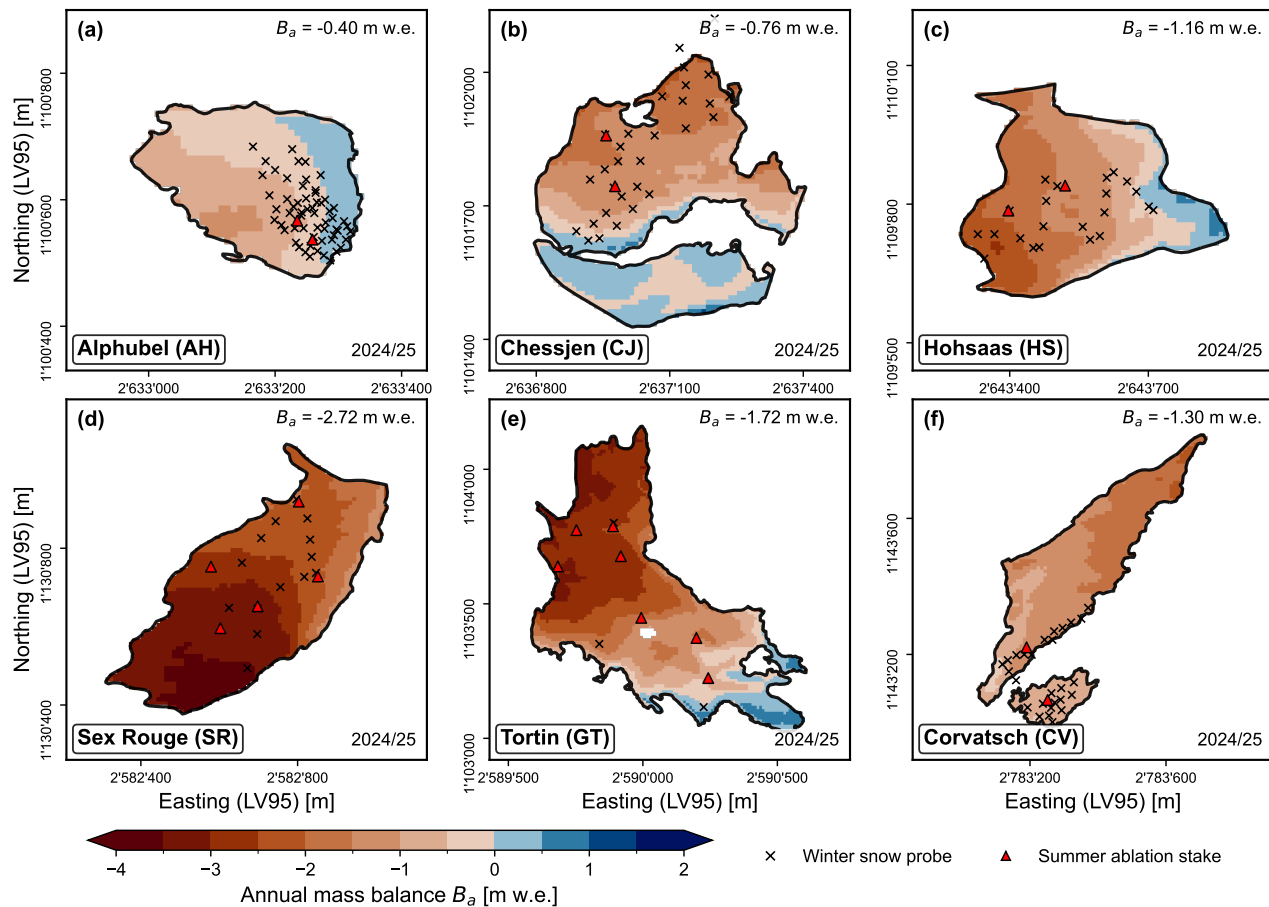 (a)
Bₐ = -0.40 m w.e.
Northing (LV95) [m]
1'100'800
1'100'600
1'100'400
Alphubel (AH)
2024/25
2'633'000
2'633'200
2'633'400
(b)
Bₐ = -0.76 m w.e.
1'102'000
1'101'700
1'101'400
Chessjen (CJ)
2024/25
2'636'800
2'637'100
2'637'400
(c)
Bₐ = -1.16 m w.e.
1'110'100
1'109'800
1'109'500
Hohsaas (HS)
2024/25
2'643'400
2'643'700
(d)
Bₐ = -2.72 m w.e.
Northing (LV95) [m]
1'130'800
1'130'400
Sex Rouge (SR)
2024/25
2'582'400
2'582'800
Easting (LV95) [m]
(e)
Bₐ = -1.72 m w.e.
1'104'000
1'103'500
1'103'000
Tortin (GT)
2024/25
2'589'500
2'590'000
2'590'500
Easting (LV95) [m]
(f)
Bₐ = -1.30 m w.e.
1'143'600
1'143'200
Corvatsch (CV)
2024/25
2'783'200
2'783'600
Easting (LV95) [m]
−4 −3 −2 −1 0 1 2
Annual mass balance Bₐ [m w.e.]
Winter snow probe
Summer ablation stake